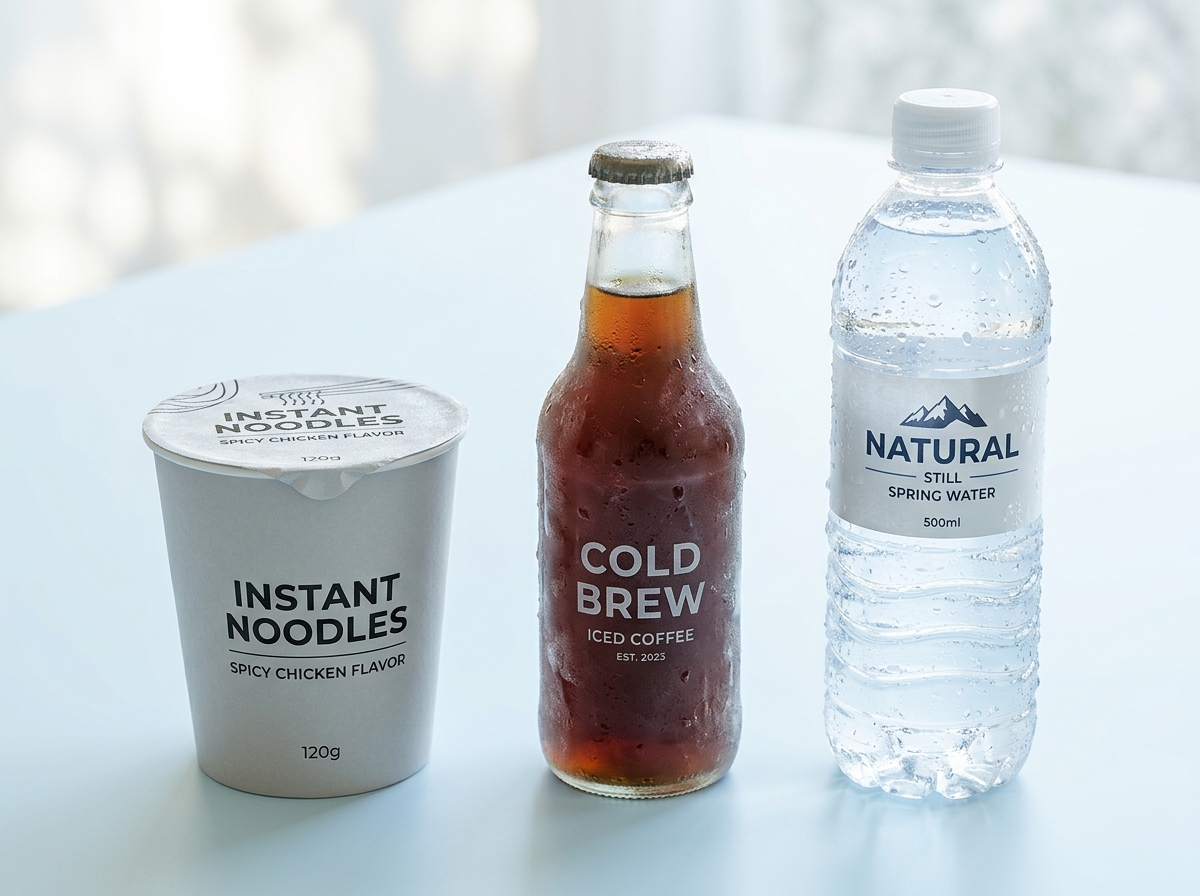 INSTANT
NOODLES
SPICY CHICKEN FLAVOR
120g
INSTANT
NOODLES
SPICY CHICKEN FLAVOR
120g
COLD
BREW
ICED COFFEE
EST. 2023
NATURAL
STILL
SPRING WATER
500ml